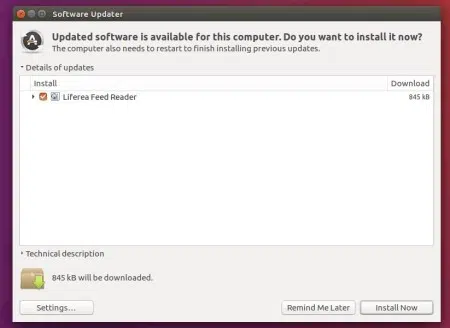 Software Updater
Updated software is available for this computer. Do you want to install it now?
The computer also needs to restart to finish installing previous updates.
Details of updates
Install Download
Liferea Feed Reader 845 kB
Technical description
845 kB will be downloaded.
Settings... Remind Me Later Install Now